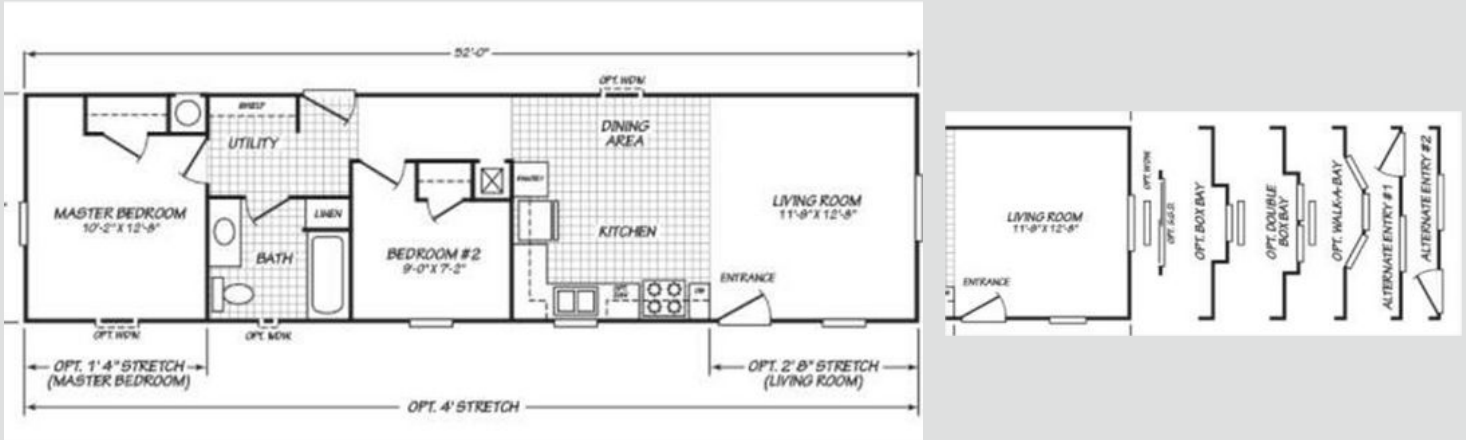 52'-0"
OPT. WDW.
SHELF
UTILITY
DINING
AREA
PANTRY
MASTER BEDROOM
10'-2" X 12'-8"
LINEN
BATH
BEDROOM #2
9'-0" X 7'-2"
KITCHEN
LIVING ROOM
11'-9" X 12'-8"
ENTRANCE
OPT.
DW
OPT. WDW.
OPT. WDW.
OPT. 1' 4" STRETCH
(MASTER BEDROOM)
OPT. 2' 8" STRETCH
(LIVING ROOM)
OPT. 4' STRETCH
LIVING ROOM
11'-9" X 12'-8"
ENTRANCE
OPT. WDW.
OPT. S.G.D.
OPT. BOX BAY
OPT. DOUBLE
BOX BAY
OPT. WALK-A-BAY
ALTERNATE ENTRY #1
ALTERNATE ENTRY #2